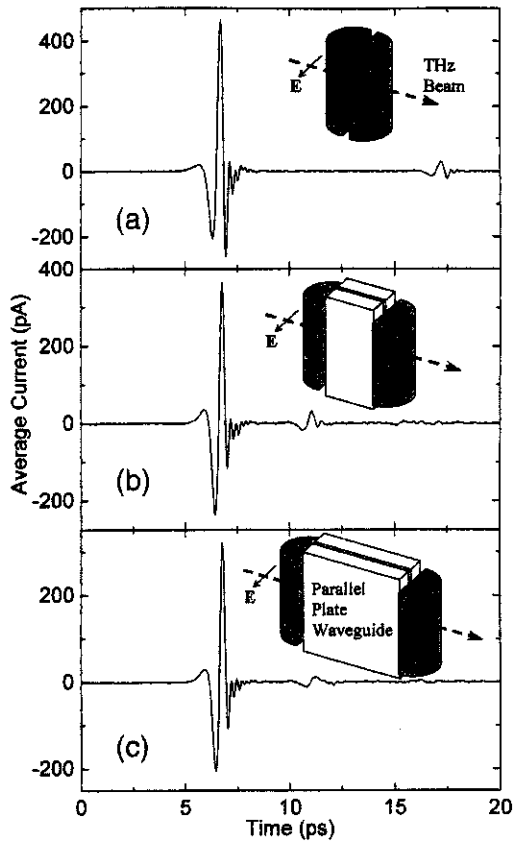 400
200
0
-200
(a)
E
THz
Beam
400
200
0
-200
(b)
E
Average Current (pA)
200
0
-200
(c)
E
Parallel
Plate
Waveguide
0
5
10
15
20
Time (ps)